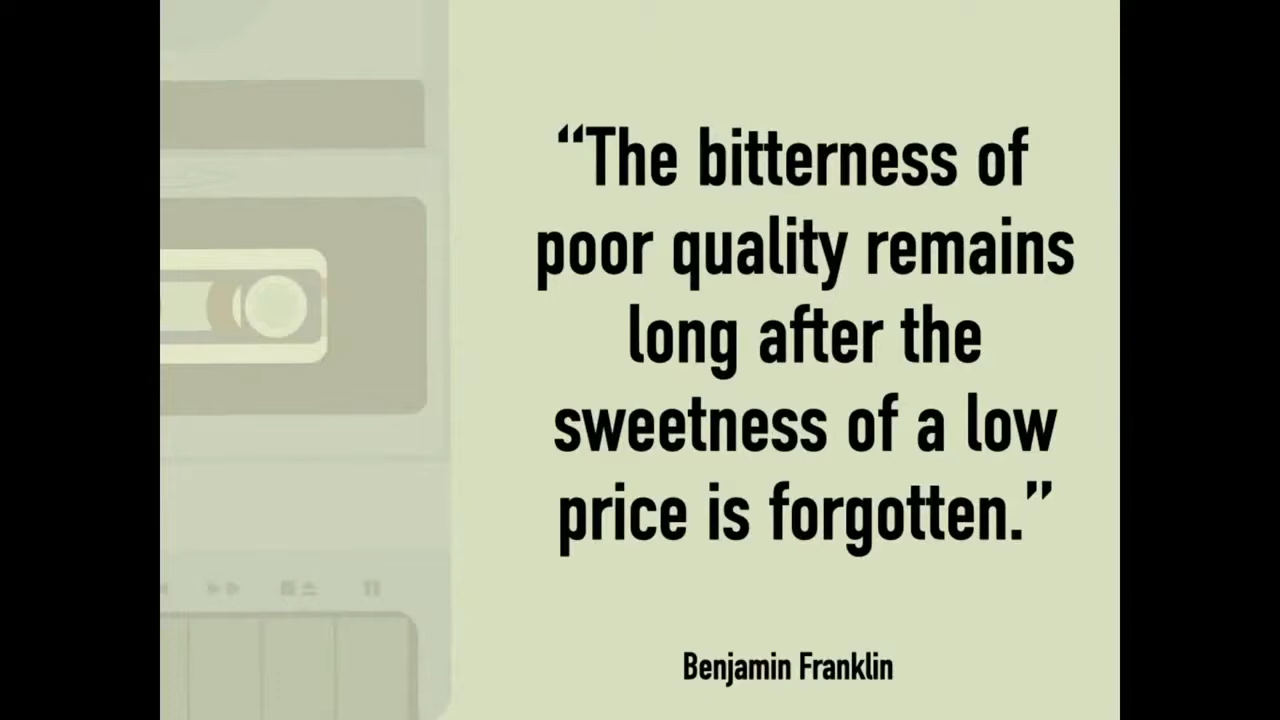 “The bitterness of
poor quality remains
long after the
sweetness of a low
price is forgotten.”
Benjamin Franklin